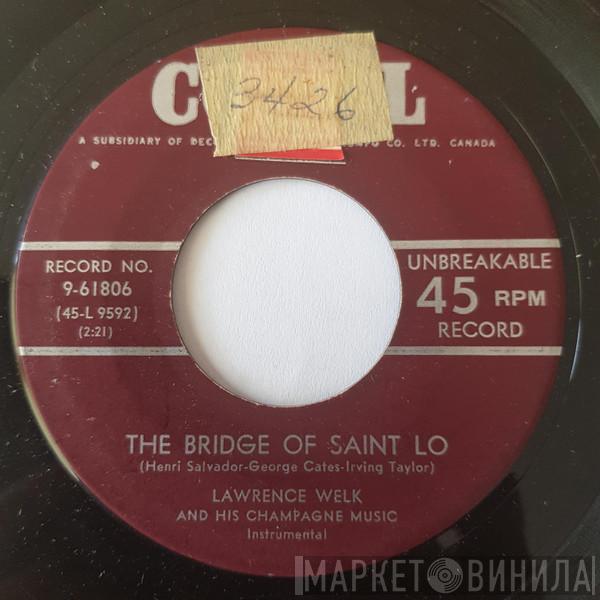 3426
A SUBSIDIARY OF CO. LTD. CANADA
RECORD NO.
9-61806
(45-L 9592)
(2:21)
UNBREAKABLE
45 RPM
RECORD
THE BRIDGE OF SAINT LO
(Henri Salvador-George Cates-Irving Taylor)
LAWRENCE WELK
AND HIS CHAMPAGNE MUSIC
Instrumental
МАРКЕТ ВИНИЛА